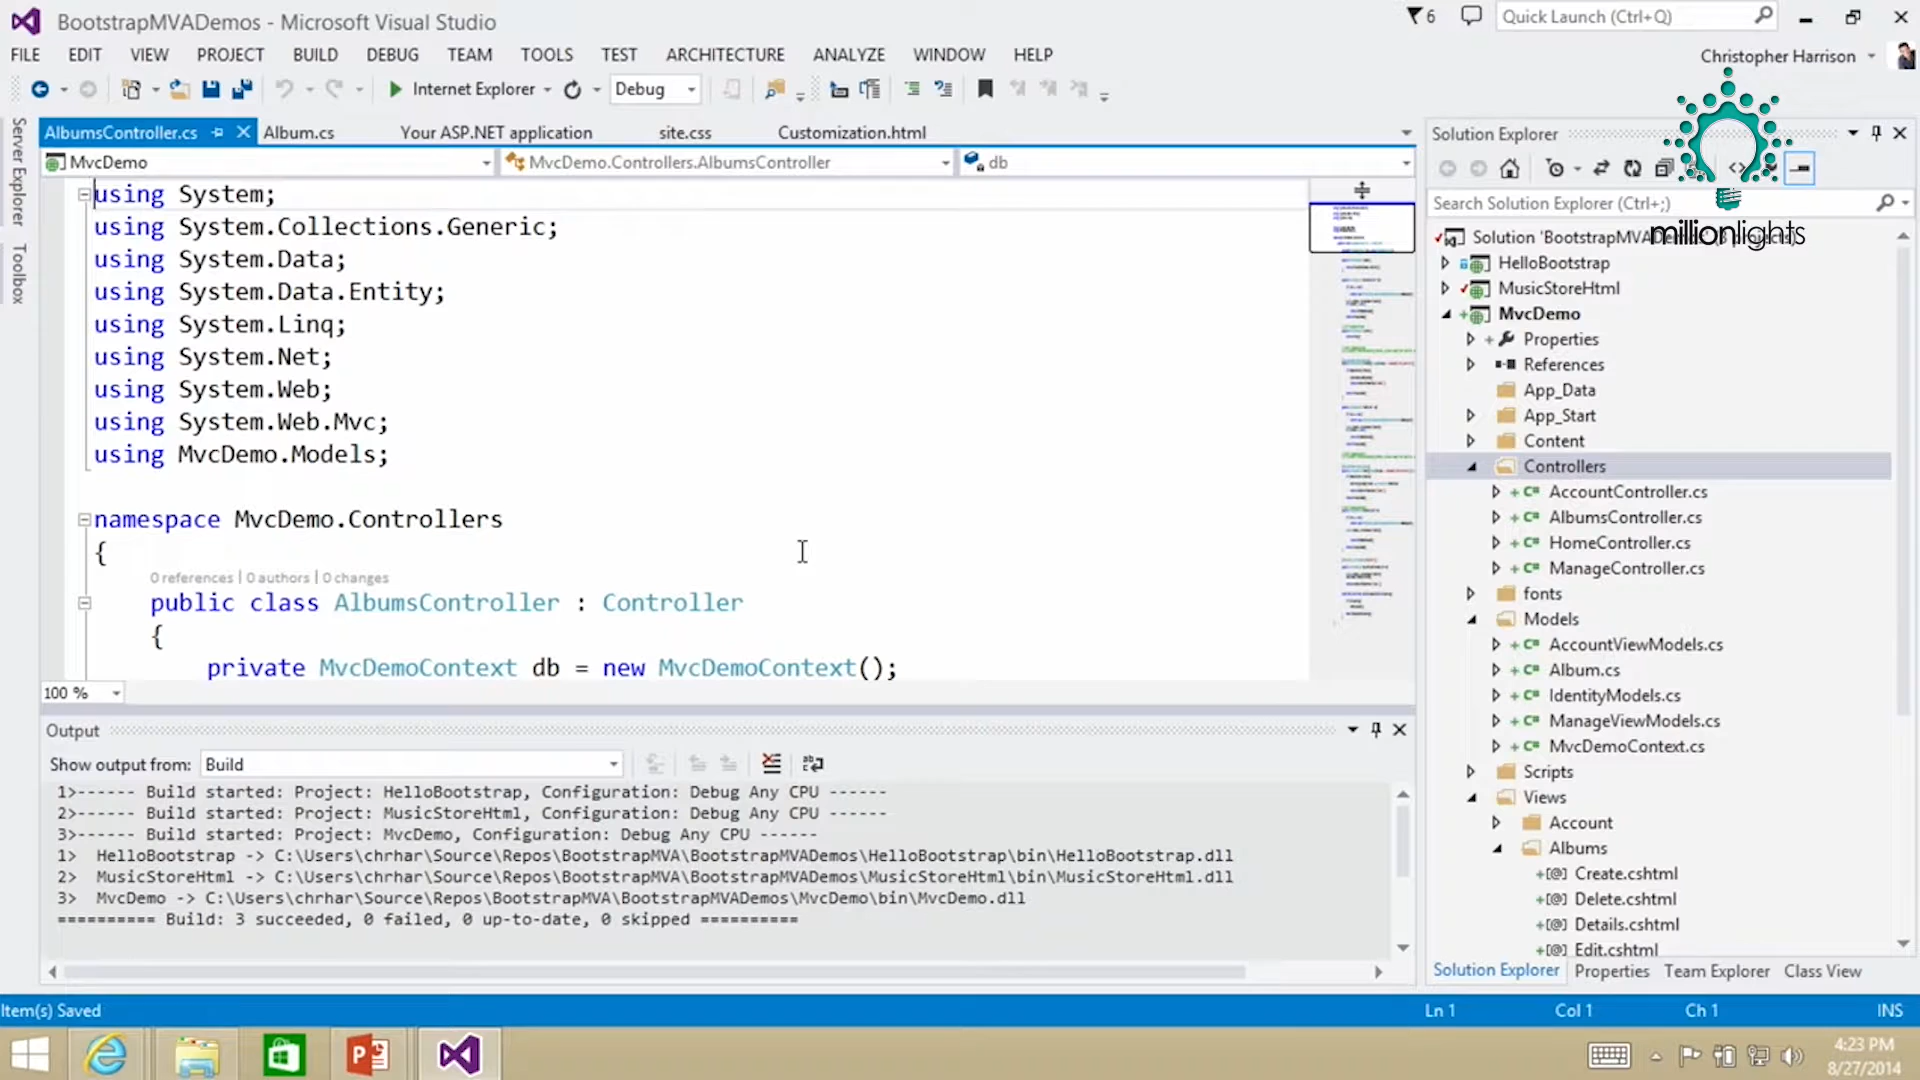 BootstrapMVADemos - Microsoft Visual Studio
6
Quick Launch (Ctrl+Q)
FILE EDIT VIEW PROJECT BUILD DEBUG TEAM TOOLS TEST ARCHITECTURE ANALYZE WINDOW HELP
Christopher Harrison
Internet Explorer
Debug
Server Explorer
Toolbox
AlbumsController.cs
Album.cs
Your ASP.NET application
site.css
Customization.html
MvcDemo
MvcDemo.Controllers.AlbumsController
db
using System;
using System.Collections.Generic;
using System.Data;
using System.Data.Entity;
using System.Linq;
using System.Net;
using System.Web;
using System.Web.Mvc;
using MvcDemo.Models;
namespace MvcDemo.Controllers
{
0 references | 0 authors | 0 changes
public class AlbumsController : Controller
{
private MvcDemoContext db = new MvcDemoContext();
100 %
Output
Show output from: Build
1>------ Build started: Project: HelloBootstrap, Configuration: Debug Any CPU ------
2>------ Build started: Project: MusicStoreHtml, Configuration: Debug Any CPU ------
3>------ Build started: Project: MvcDemo, Configuration: Debug Any CPU ------
1>  HelloBootstrap -> C:\Users\chrhar\Source\Repos\BootstrapMVA\BootstrapMVADemos\HelloBootstrap\bin\HelloBootstrap.dll
2>  MusicStoreHtml -> C:\Users\chrhar\Source\Repos\BootstrapMVA\BootstrapMVADemos\MusicStoreHtml\bin\MusicStoreHtml.dll
3>  MvcDemo -> C:\Users\chrhar\Source\Repos\BootstrapMVA\BootstrapMVADemos\MvcDemo\bin\MvcDemo.dll
========== Build: 3 succeeded, 0 failed, 0 up-to-date, 0 skipped ==========
Solution Explorer
Search Solution Explorer (Ctrl+;)
millionlights
Solution
HelloBootstrap
MusicStoreHtml
MvcDemo
Properties
References
App_Data
App_Start
Content
Controllers
AccountController.cs
AlbumsController.cs
HomeController.cs
ManageController.cs
fonts
Models
AccountViewModels.cs
Album.cs
IdentityModels.cs
ManageViewModels.cs
MvcDemoContext.cs
Scripts
Views
Account
Albums
Create.cshtml
Delete.cshtml
Details.cshtml
Edit.cshtml
Solution Explorer Properties Team Explorer Class View
Item(s) Saved
Ln 1
Col 1
Ch 1
INS
4:23 PM
8/27/2014